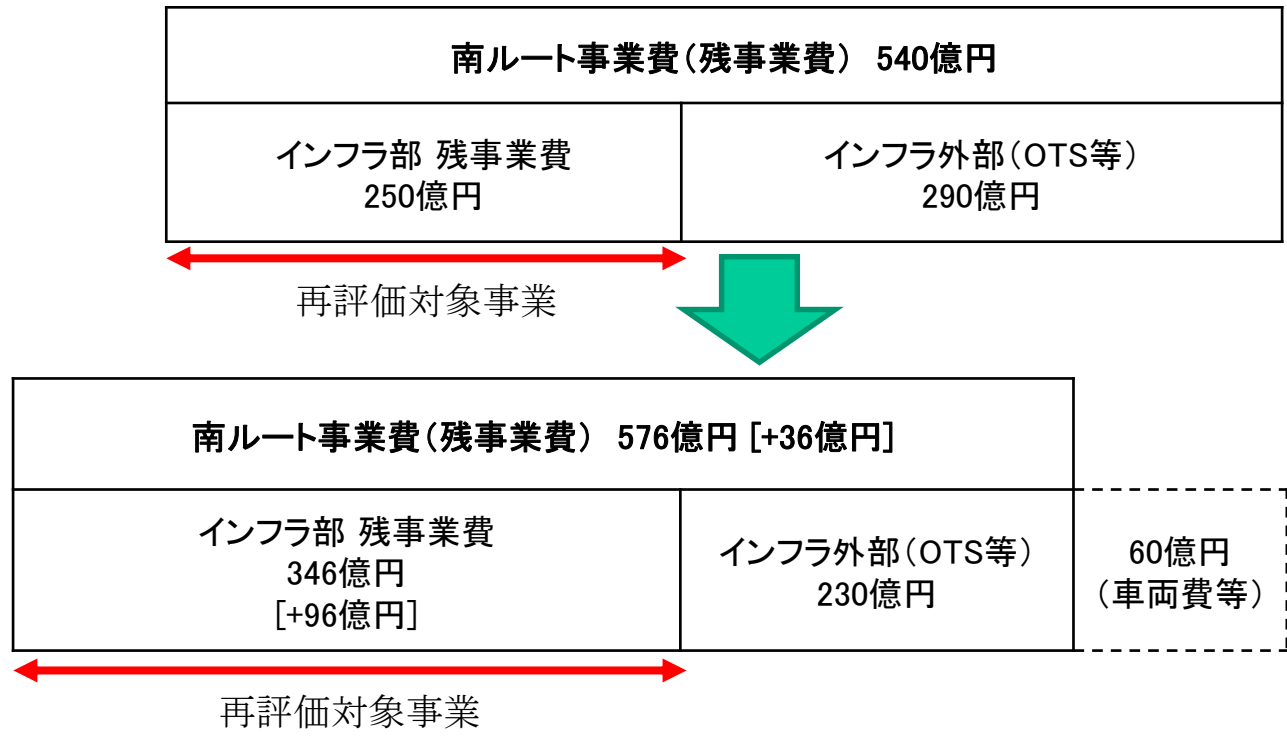 南ルート事業費（残事業費） 540億円
インフラ部 残事業費
250億円
インフラ外部（OTS等）
290億円
再評価対象事業
南ルート事業費（残事業費） 576億円 [+36億円]
インフラ部 残事業費
346億円
[+96億円]
インフラ外部（OTS等）
230億円
60億円
（車両費等）
再評価対象事業